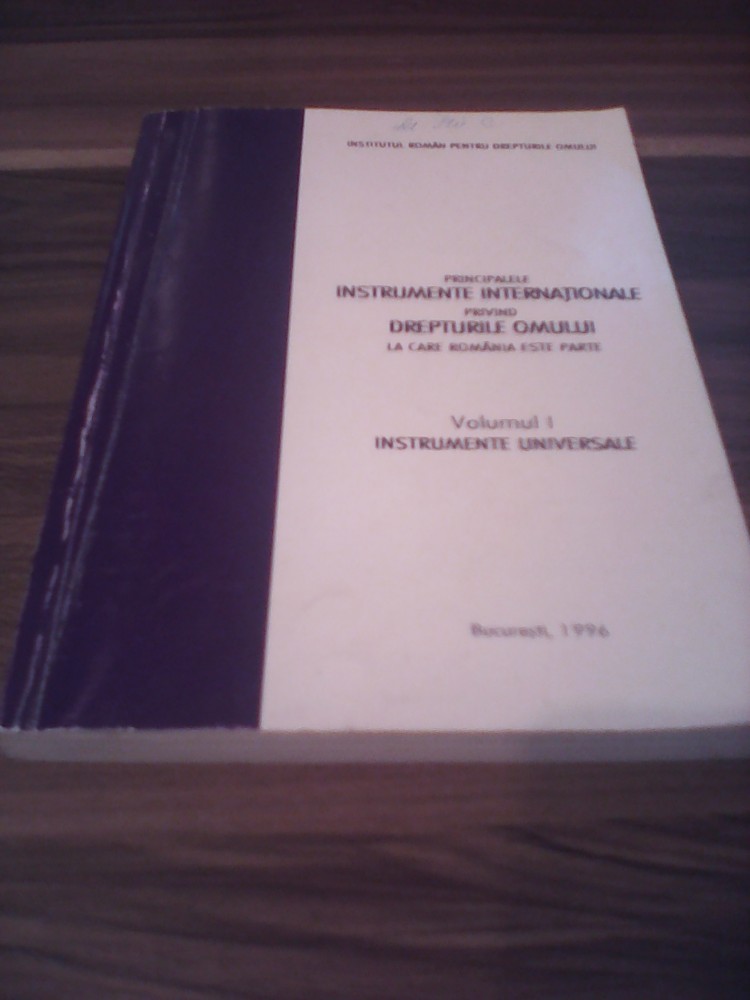 INSTITUTUL ROMÂN PENTRU DREPTURILE OMULUI
PRINCIPALELE
INSTRUMENTE INTERNAȚIONALE
PRIVIND
DREPTURILE OMULUI
LA CARE ROMÂNIA ESTE PARTE
Volumul I
INSTRUMENTE UNIVERSALE
București, 1996